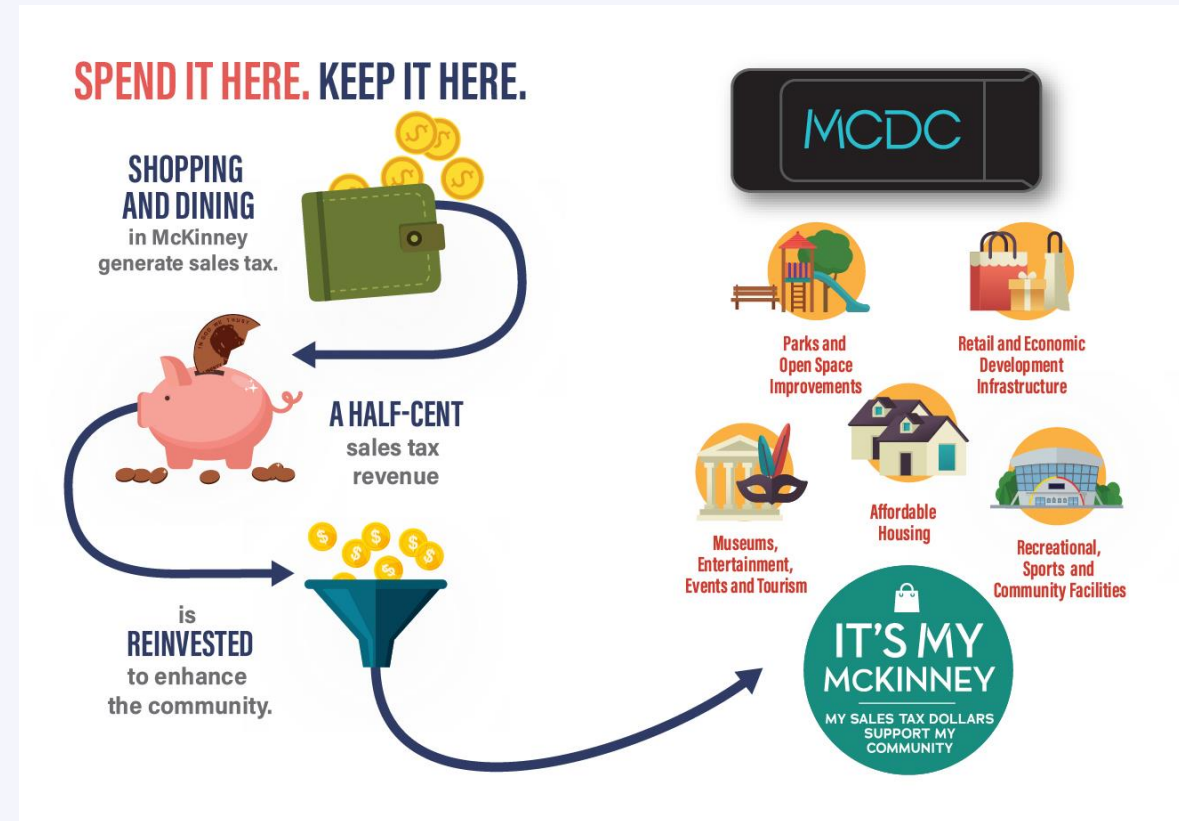 SPEND IT HERE. KEEP IT HERE.
SHOPPING
AND DINING
in McKinney
generate sales tax.
A HALF-CENT
sales tax
revenue
is
REINVESTED
to enhance
the community.
MCDC
Parks and
Open Space
Improvements
Retail and Economic
Development
Infrastructure
Museums,
Entertainment,
Events and Tourism
Affordable
Housing
Recreational,
Sports and
Community Facilities
IT'S MY
MCKINNEY
MY SALES TAX DOLLARS
SUPPORT MY
COMMUNITY